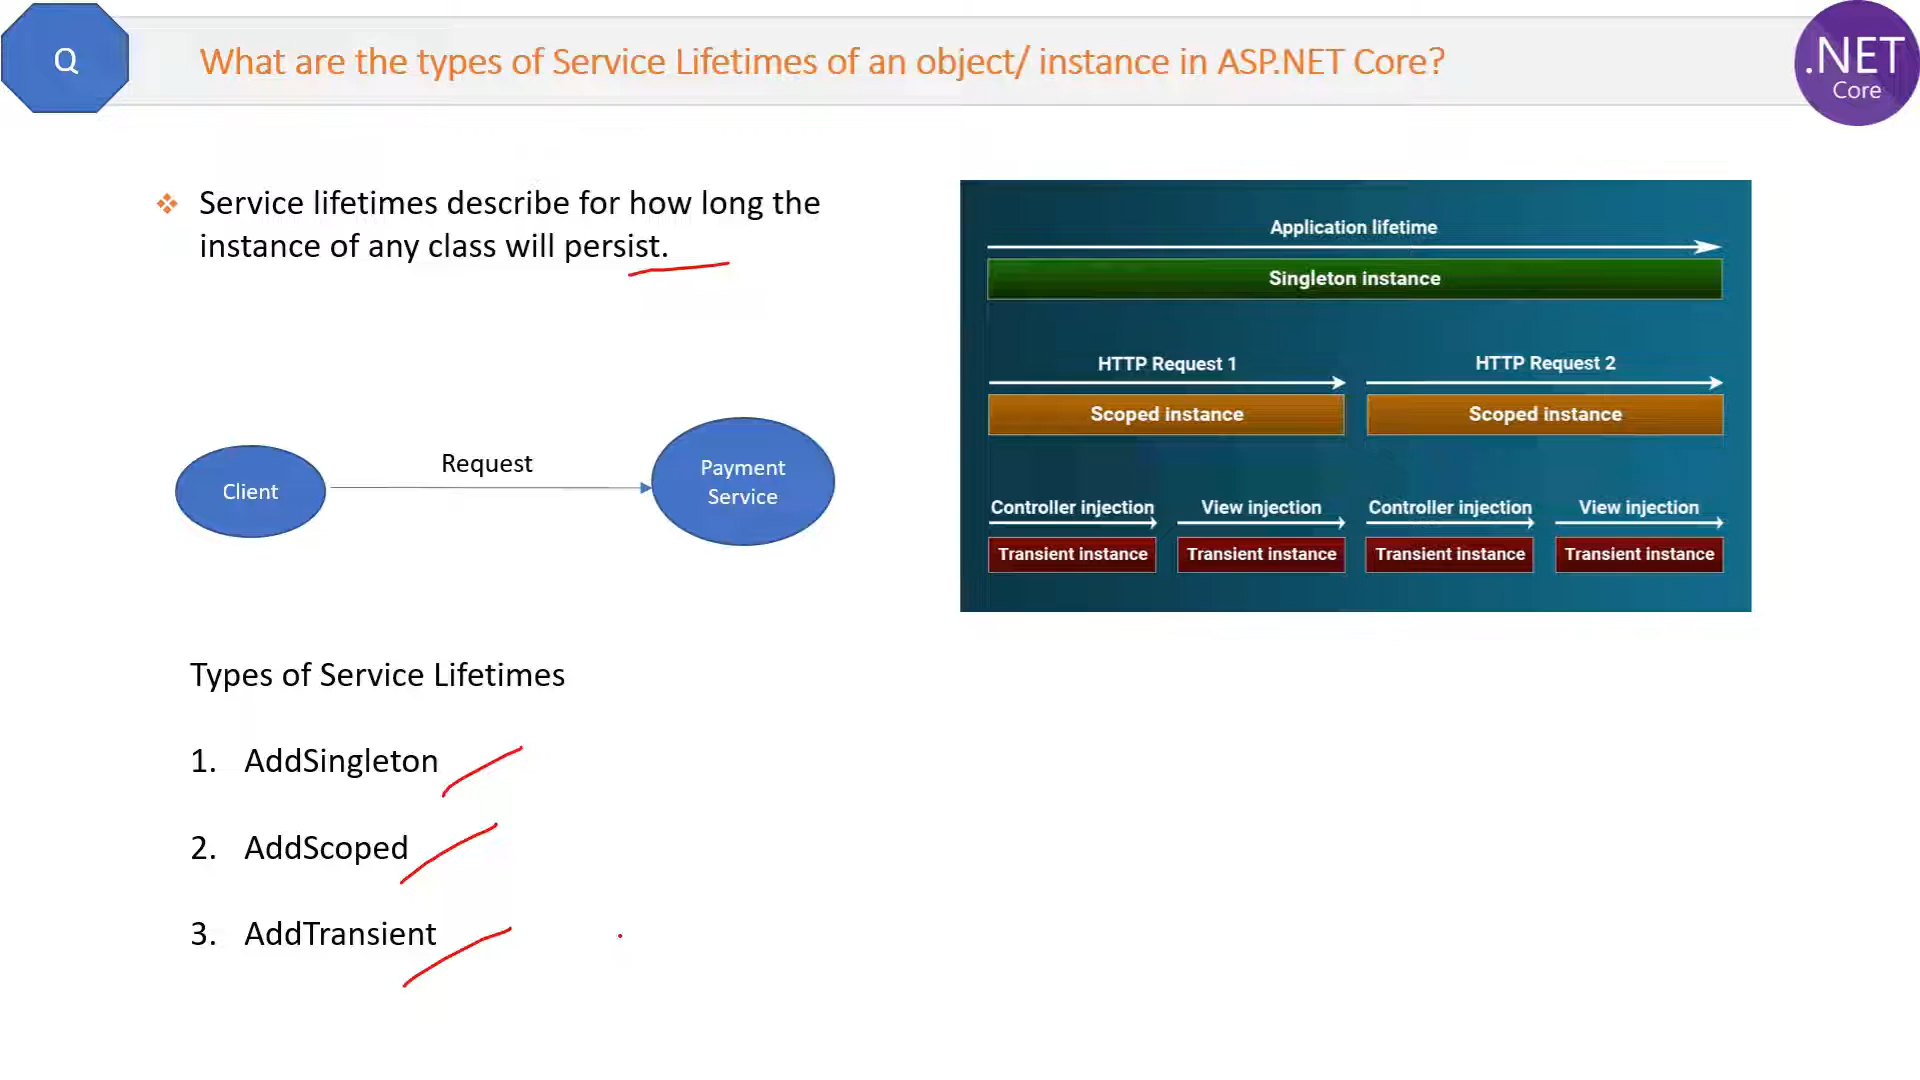 Q
What are the types of Service Lifetimes of an object/ instance in ASP.NET Core?
.NET
Core
Service lifetimes describe for how long the
instance of any class will persist.
Client
Request
Payment
Service
Application lifetime
Singleton instance
HTTP Request 1
HTTP Request 2
Scoped instance
Scoped instance
Controller injection
View injection
Controller injection
View injection
Transient instance
Transient instance
Transient instance
Transient instance
Types of Service Lifetimes
1. AddSingleton
2. AddScoped
3. AddTransient